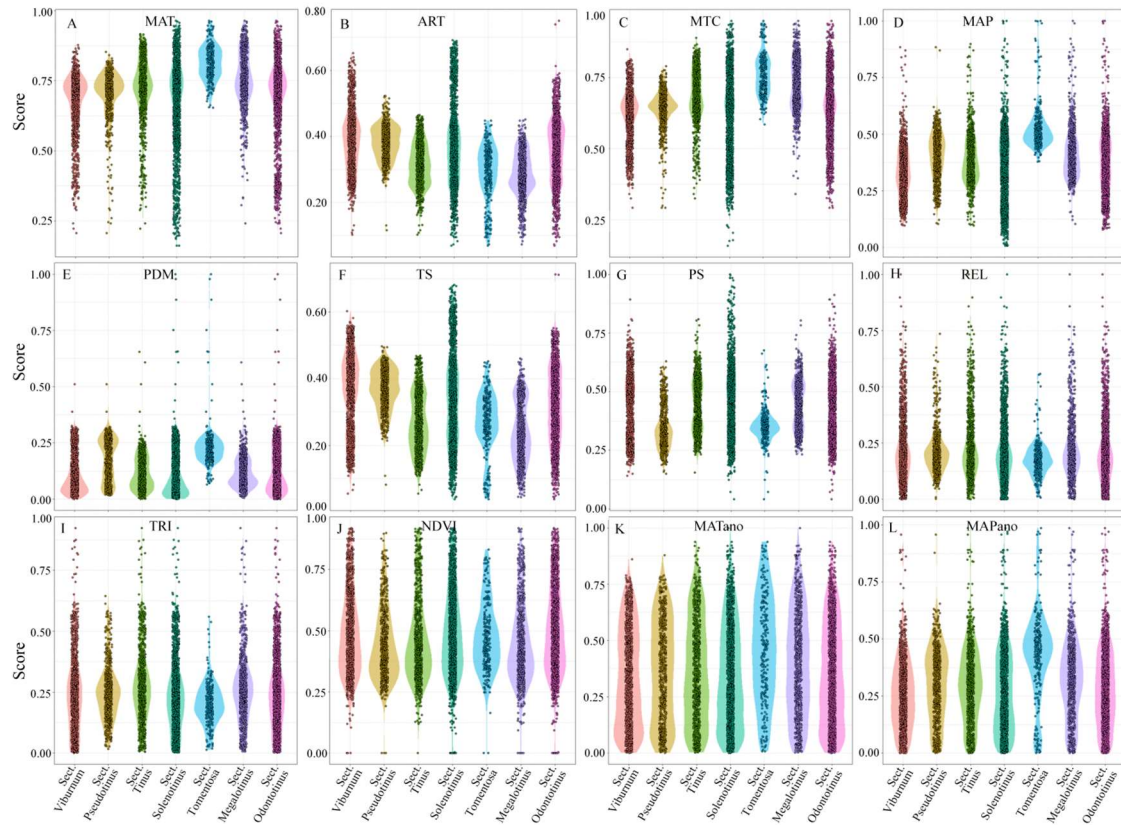 A MAT
B ART
C MTC
D MAP
Score
0.75
0.50
0.25
0.80
0.60
0.40
0.20
1.00
0.75
0.50
0.25
1.00
0.75
0.50
0.25
0.00
E PDM
F TS
G PS
H REL
Score
1.00
0.75
0.50
0.25
0.00
0.60
0.40
0.20
0.00
1.00
0.75
0.50
0.25
0.00
1.00
0.75
0.50
0.25
0.00
I TRI
J NDVI
K MATano
L MAPano
Score
1.00
0.75
0.50
0.25
0.00
1.00
0.75
0.50
0.25
0.00
1.00
0.75
0.50
0.25
0.00
1.00
0.75
0.50
0.25
0.00
Sect. Viburnum
Sect. Pseudotinus
Sect. Tinus
Sect. Solenotinus
Sect. Tomentosa
Sect. Megalotinus
Sect. Odontotinus
Sect. Viburnum
Sect. Pseudotinus
Sect. Tinus
Sect. Solenotinus
Sect. Tomentosa
Sect. Megalotinus
Sect. Odontotinus
Sect. Viburnum
Sect. Pseudotinus
Sect. Tinus
Sect. Solenotinus
Sect. Tomentosa
Sect. Megalotinus
Sect. Odontotinus
Sect. Viburnum
Sect. Pseudotinus
Sect. Tinus
Sect. Solenotinus
Sect. Tomentosa
Sect. Megalotinus
Sect. Odontotinus